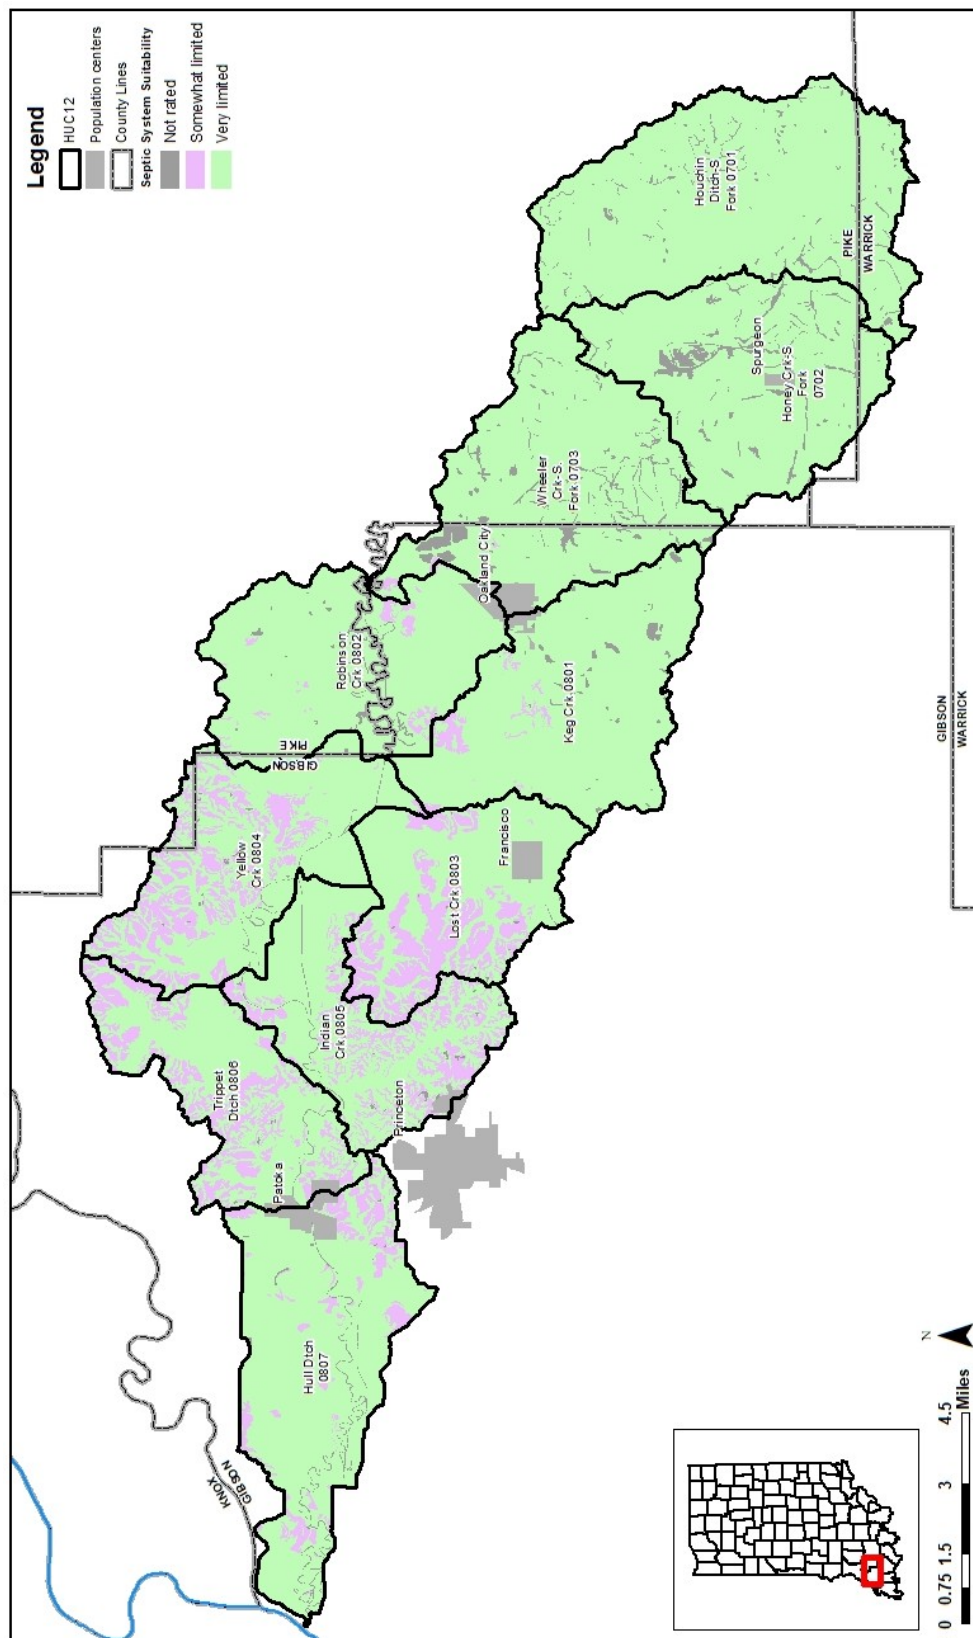 Legend
HUC12
Population centers
County Lines
Septic System Suitability
Not rated
Somewhat limited
Very limited
KNOX
GIBSON
Hull Dtch
0807
Patoka
Trippet
Dtch 0806
Princeton
Indian
Crk 0805
Yellow
Crk 0804
Lost Crk 0803
Francisco
GIBSON
PIKE
Robinson
Crk 0802
Keg Crk 0801
Oakland City
Wheeler
Crk-S.
Fork 0703
Spurgeon
Honey Crk-S
Fork
0702
Houchin
Ditch-S
Fork 0701
PIKE
WARRICK
GIBSON
WARRICK
N
0 0.75 1.5 3 4.5
Miles